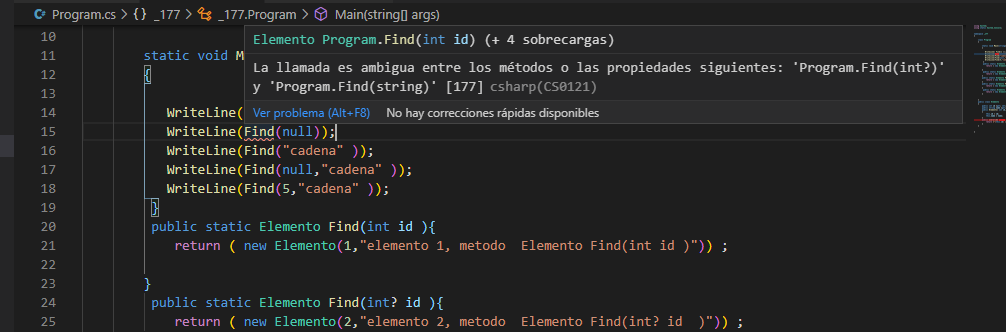 Program.cs > {} _177 > _177.Program > Main(string[] args)
10
11 static void M
Elemento Program.Find(int id) (+ 4 sobrecargas)
La llamada es ambigua entre los métodos o las propiedades siguientes: 'Program.Find(int?)'
y 'Program.Find(string)' [177] csharp(CS0121)
Ver problema (Alt+F8) No hay correcciones rápidas disponibles
12 {
13
14 WriteLine(
15 WriteLine(Find(null));
16 WriteLine(Find("cadena" ));
17 WriteLine(Find(null,"cadena" ));
18 WriteLine(Find(5,"cadena" ));
19 }
20 public static Elemento Find(int id ){
21 return ( new Elemento(1,"elemento 1, metodo  Elemento Find(int id )")) ;
22
23 }
24 public static Elemento Find(int? id ){
25 return ( new Elemento(2,"elemento 2, metodo  Elemento Find(int? id  )")) ;